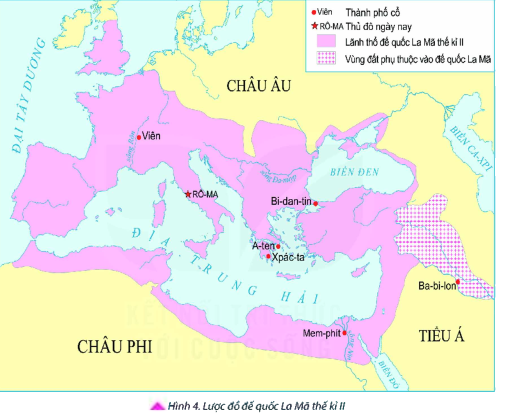 Viên Thành phố cổ
RÔ-MA Thủ đô ngày nay
Lãnh thổ đế quốc La Mã thế kỉ II
Vùng đất phụ thuộc vào đế quốc La Mã
ĐẠI TÂY DƯƠNG
CHÂU ÂU
BIỂN CA-XPI
Viên
BIỂN ĐEN
RÔ-MA
Bi-dan-tin
ĐỊA TRUNG HẢI
A-ten
Xpác-ta
Ba-bi-lon
Mem-phit
TIỂU Á
CHÂU PHI
BIỂN ĐỎ
Hình 4. Lược đồ đế quốc La Mã thế kỉ II